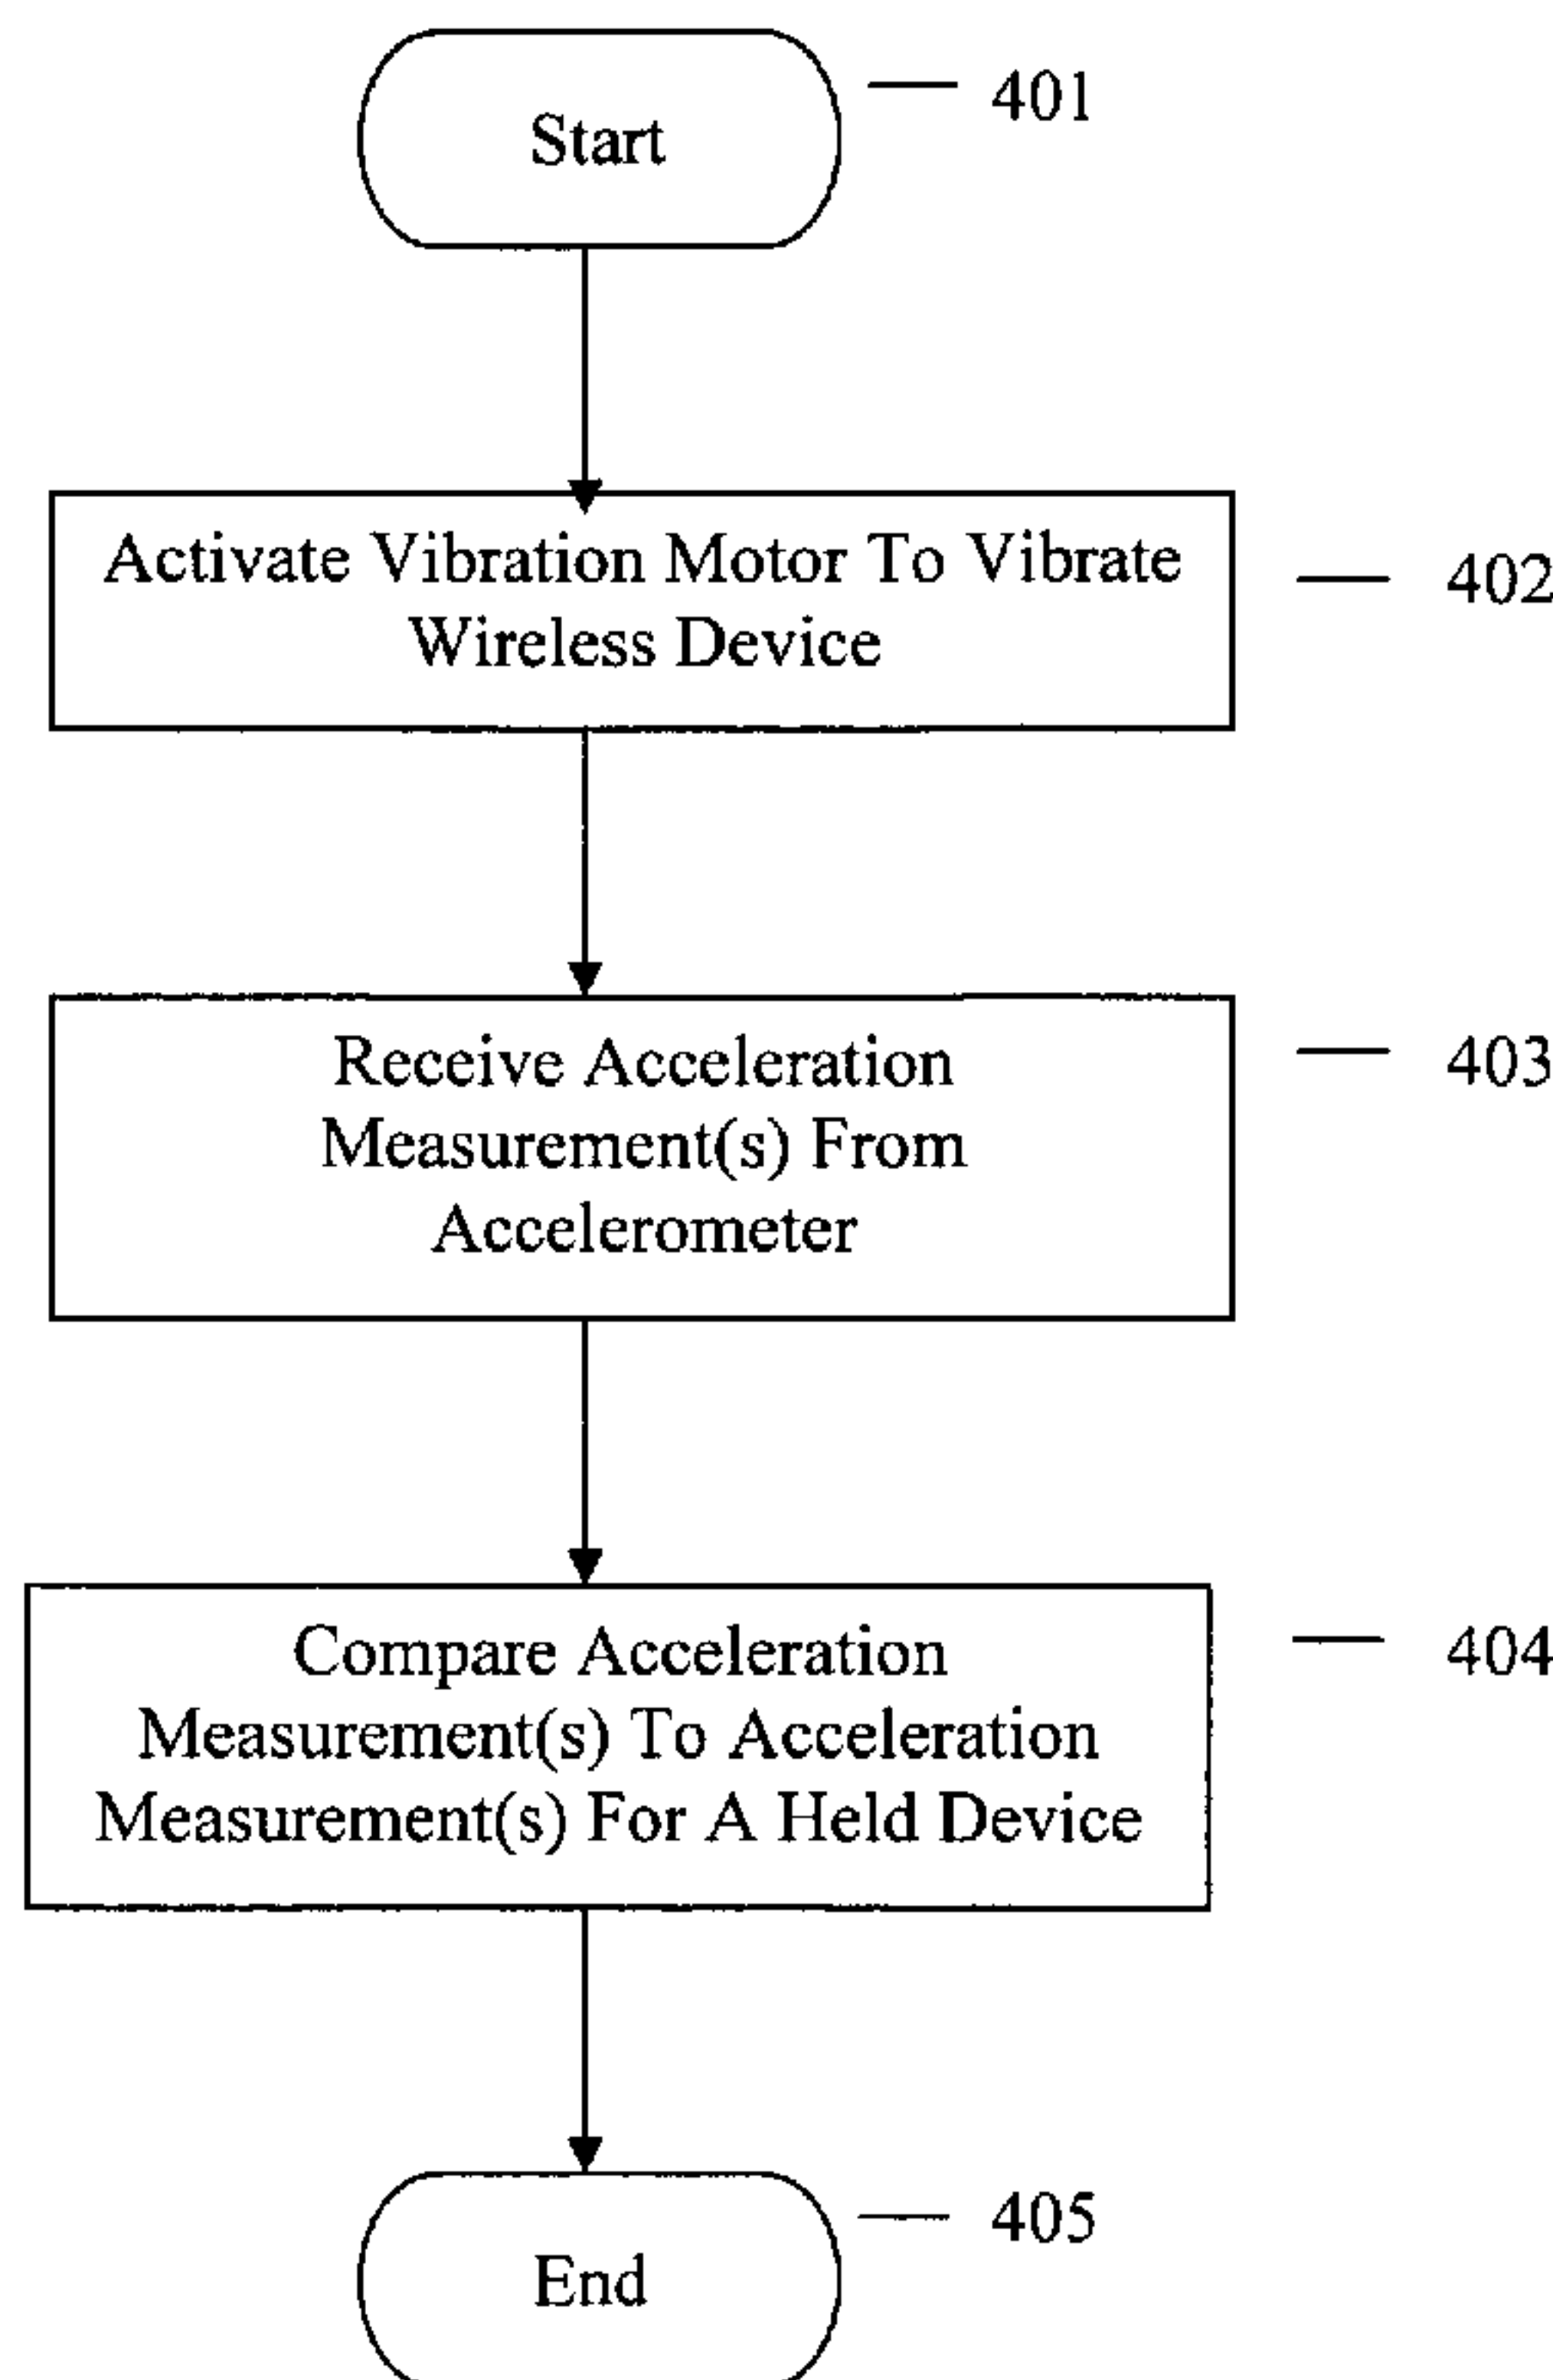 Start
401
Activate Vibration Motor To Vibrate
Wireless Device
402
Receive Acceleration
Measurement(s) From
Accelerometer
403
Compare Acceleration
Measurement(s) To Acceleration
Measurement(s) For A Held Device
404
End
405